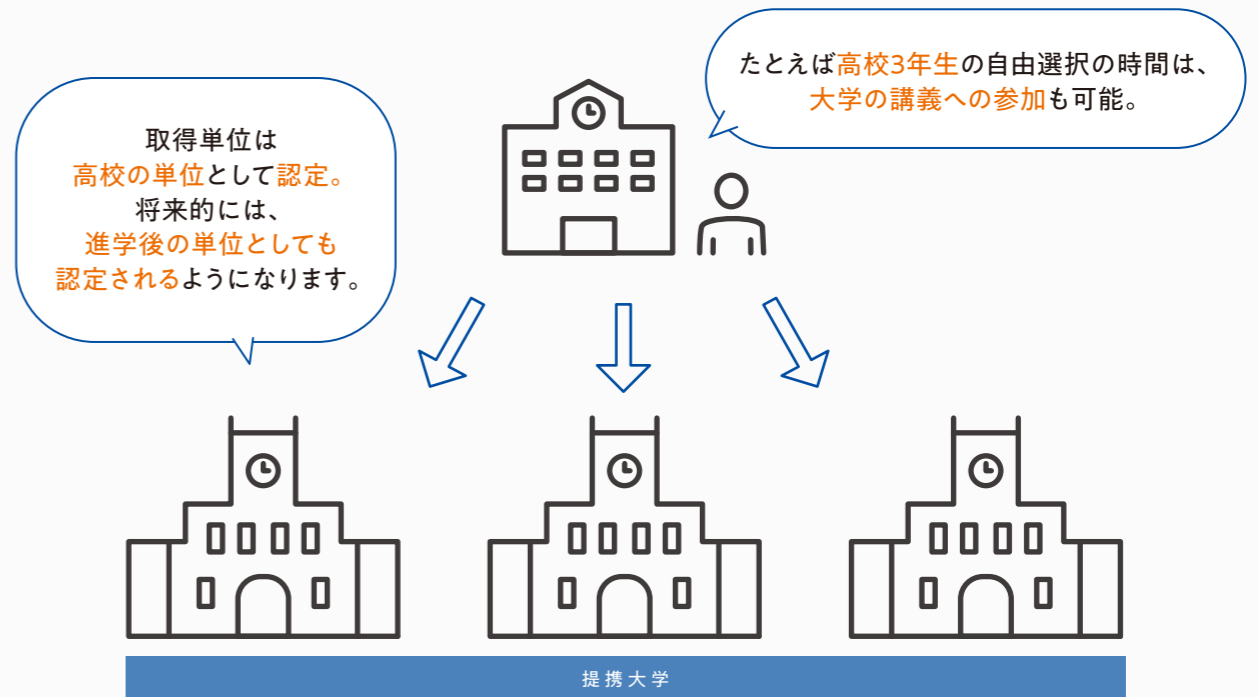 たとえば高校3年生の自由選択の時間は、
大学の講義への参加も可能。
取得単位は
高校の単位として認定。
将来的には、
進学後の単位としても
認定されるようになります。
提携大学